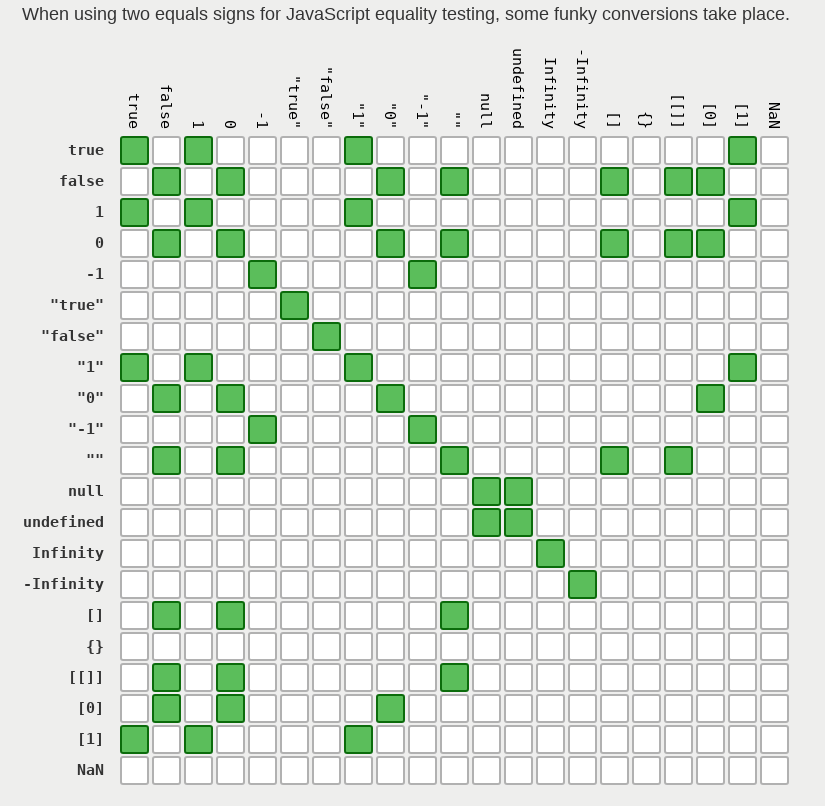 When using two equals signs for JavaScript equality testing, some funky conversions take place.
true
false
1
0
-1
"true"
"false"
"1"
"0"
"-1"
""
null
undefined
Infinity
-Infinity
[]
{}
[[]]
[0]
[1]
NaN
true
false
1
0
-1
"true"
"false"
"1"
"0"
"-1"
""
null
undefined
Infinity
-Infinity
[]
{}
[[]]
[0]
[1]
NaN